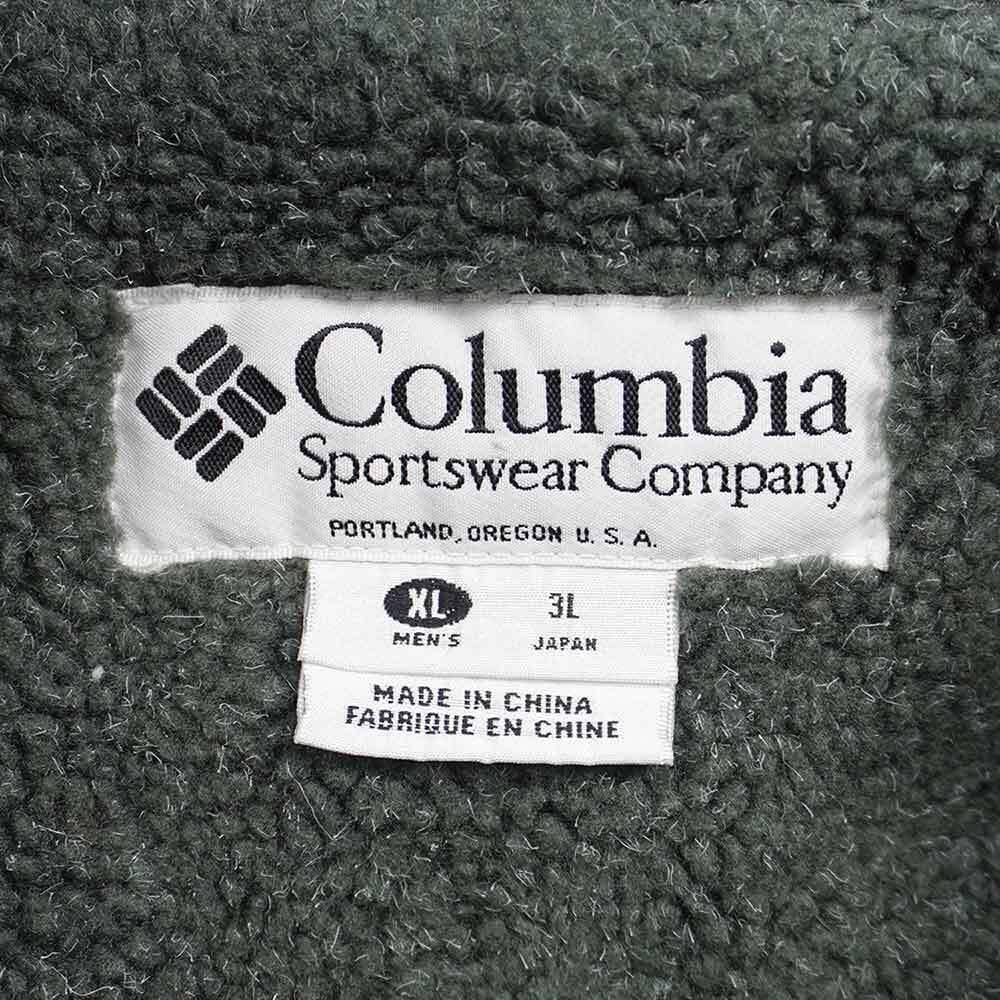 Columbia
Sportswear Company
PORTLAND, OREGON U. S. A.
XL 3L
MEN'S JAPAN
MADE IN CHINA
FABRIQUE EN CHINE